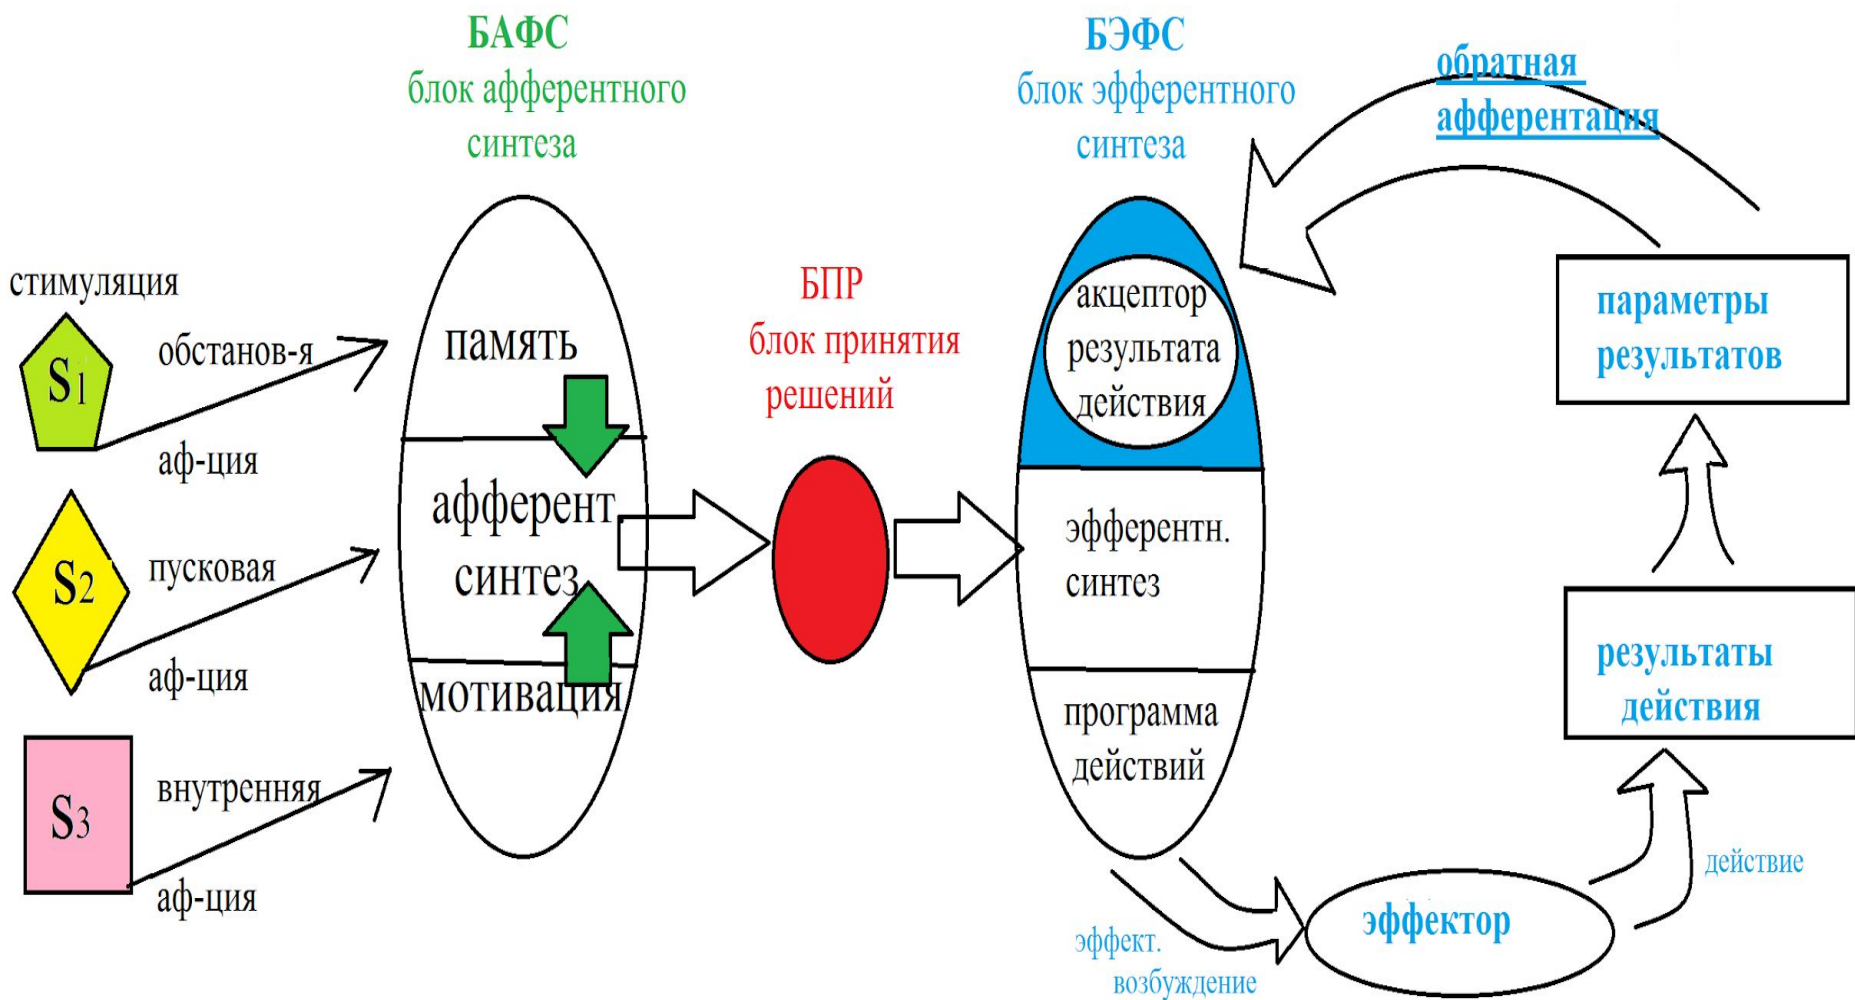 БАФС
блок афферентного
синтеза
БЭФС
блок эфферентного
синтеза
обратная
афферентация
стимуляция
S1
обстанов-я
аф-ция
S2
пусковая
аф-ция
S3
внутренняя
аф-ция
память
афферент
синтез
мотивация
БПР
блок принятия
решений
акцептор
результата
действия
эфферентн.
синтез
программа
действий
параметры
результатов
результаты
действия
действие
эффектор
эффект.
возбуждение